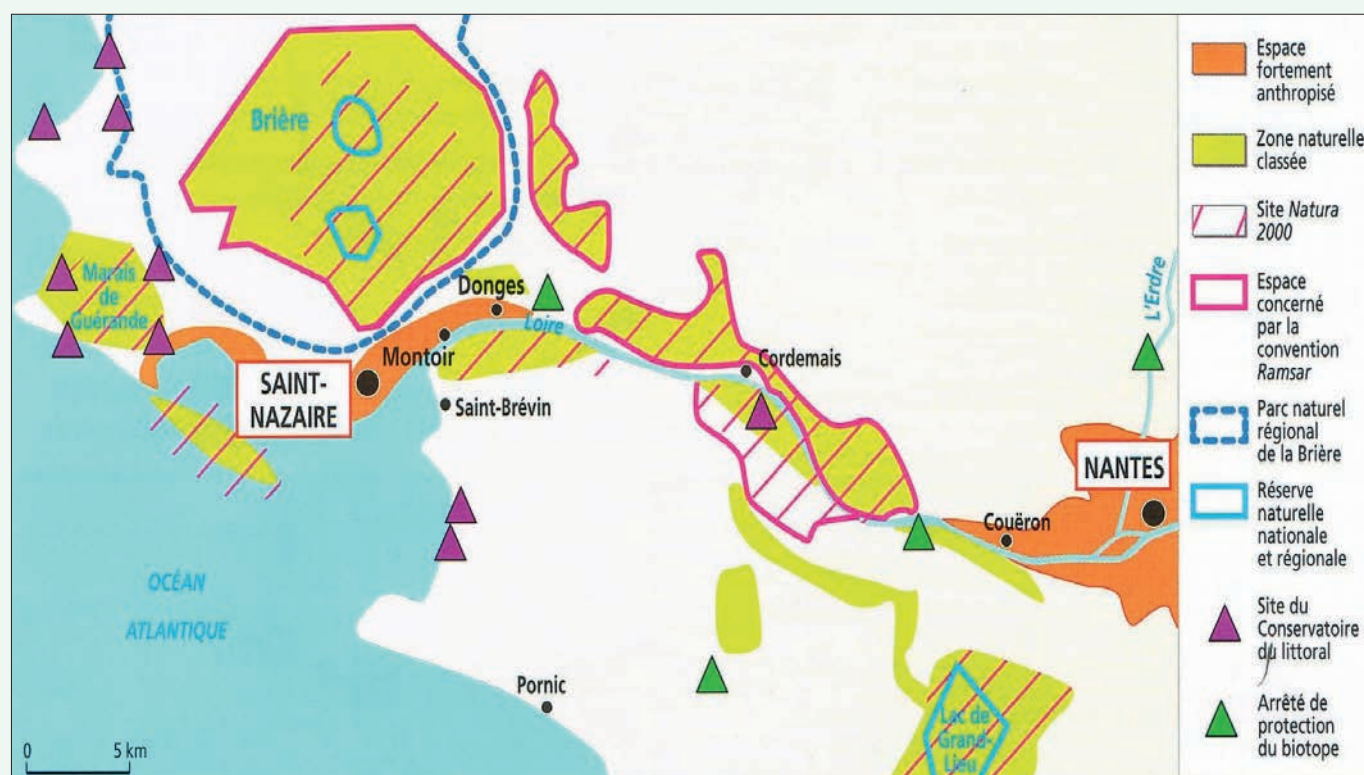 Brière
Marais
de
Guérande
Donges
Loire
Montoir
SAINT-
NAZAIRE
Saint-Brévin
Cordemais
L'Erdre
NANTES
Couëron
OCÉAN
ATLANTIQUE
Pornic
Lac de
Grand-
Lieu
0 5 km
Espace
fortement
anthropisé
Zone naturelle
classée
Site Natura
2000
Espace
concerné
par la
convention
Ramsar
Parc naturel
régional
de la Brière
Réserve
naturelle
nationale
et régionale
Site du
Conservatoire
du littoral
Arrêté de
protection
du biotope